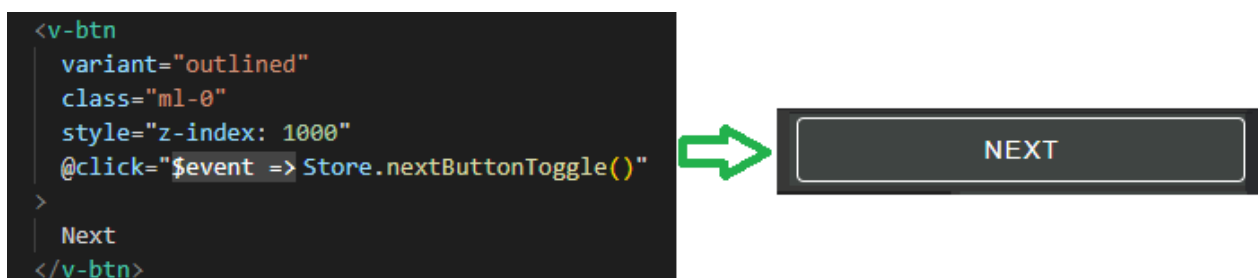 <v-btn
variant="outlined"
class="ml-0"
style="z-index: 1000"
@click="$event => Store.nextButtonToggle()"
>
Next
</v-btn>
NEXT